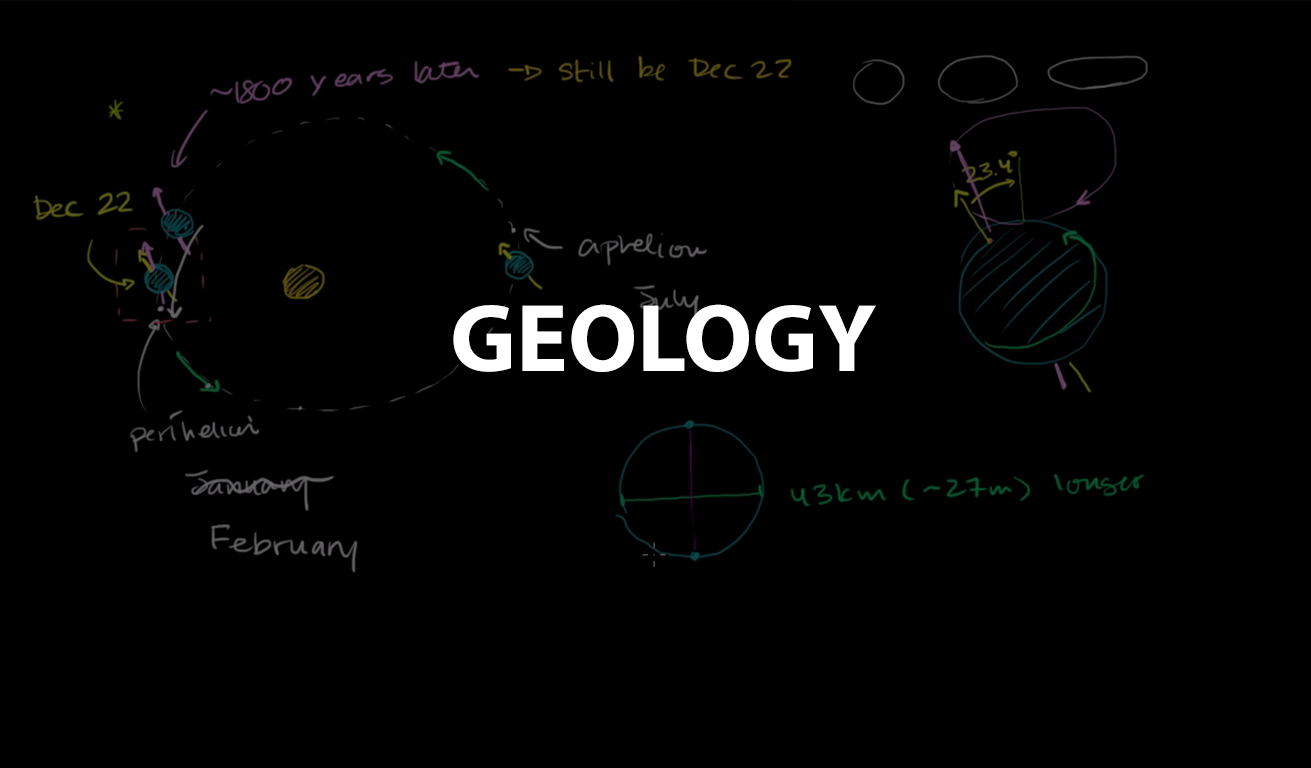 ~1800 years later → still be Dec 22
*
23.4°
Dec 22
aphelion
July
GEOLOGY
perihelion
January
February
43km (~27m) longer